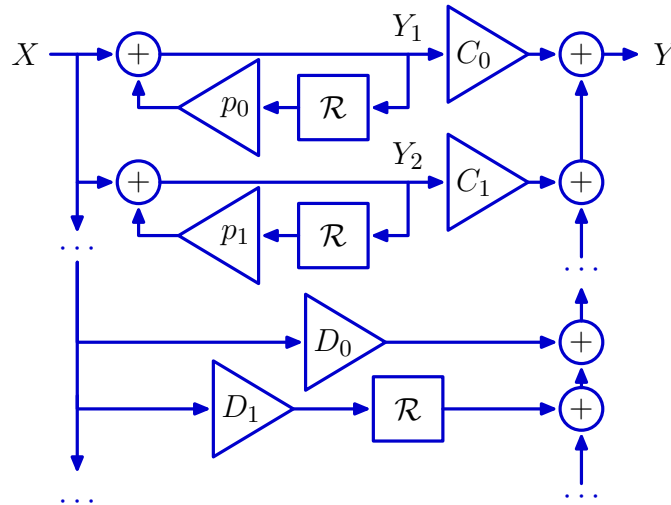 X + Y₁ C₀ + Y
p₀ ℛ
+ Y₂ C₁ +
p₁ ℛ
... ...
D₀ +
D₁ ℛ +
... ...